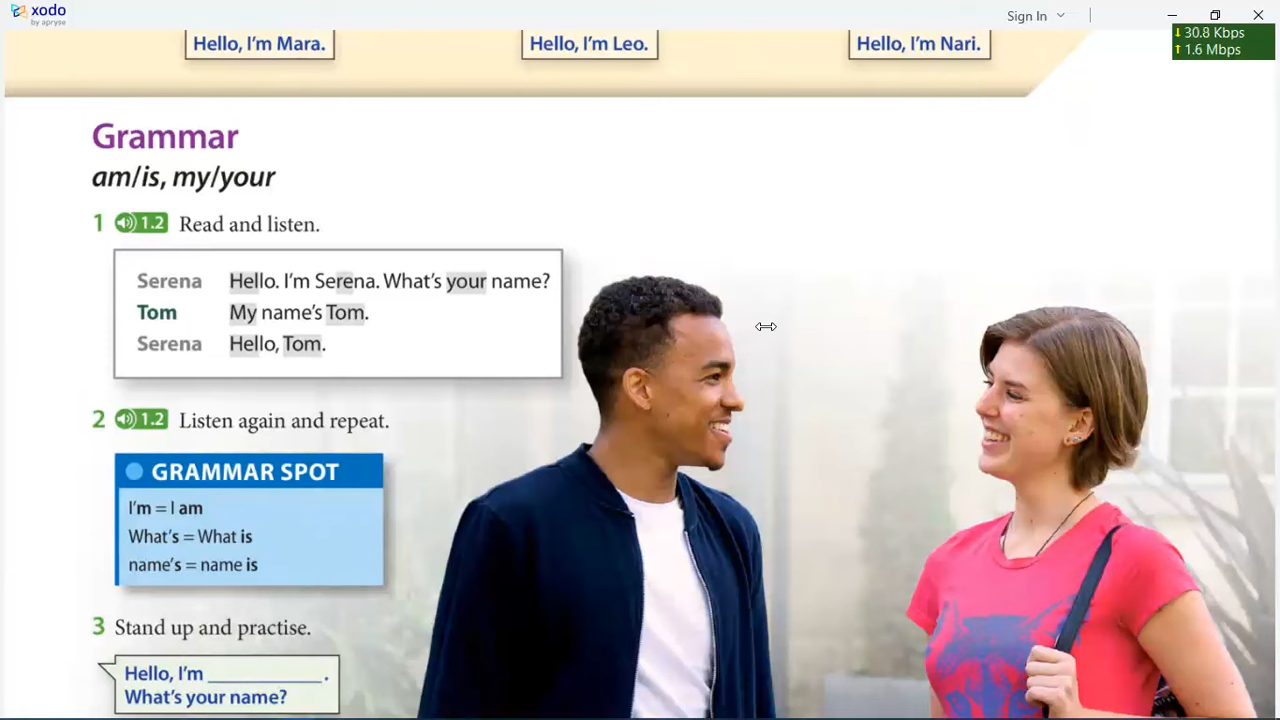 xodo
by apryse
Sign In
30.8 Kbps
1.6 Mbps
Hello, I'm Mara.
Hello, I'm Leo.
Hello, I'm Nari.
Grammar
am/is, my/your
1 1.2 Read and listen.
Serena Hello. I'm Serena. What's your name?
Tom My name's Tom.
Serena Hello, Tom.
2 1.2 Listen again and repeat.
GRAMMAR SPOT
I'm = I am
What's = What is
name's = name is
3 Stand up and practise.
Hello, I'm ____________.
What's your name?